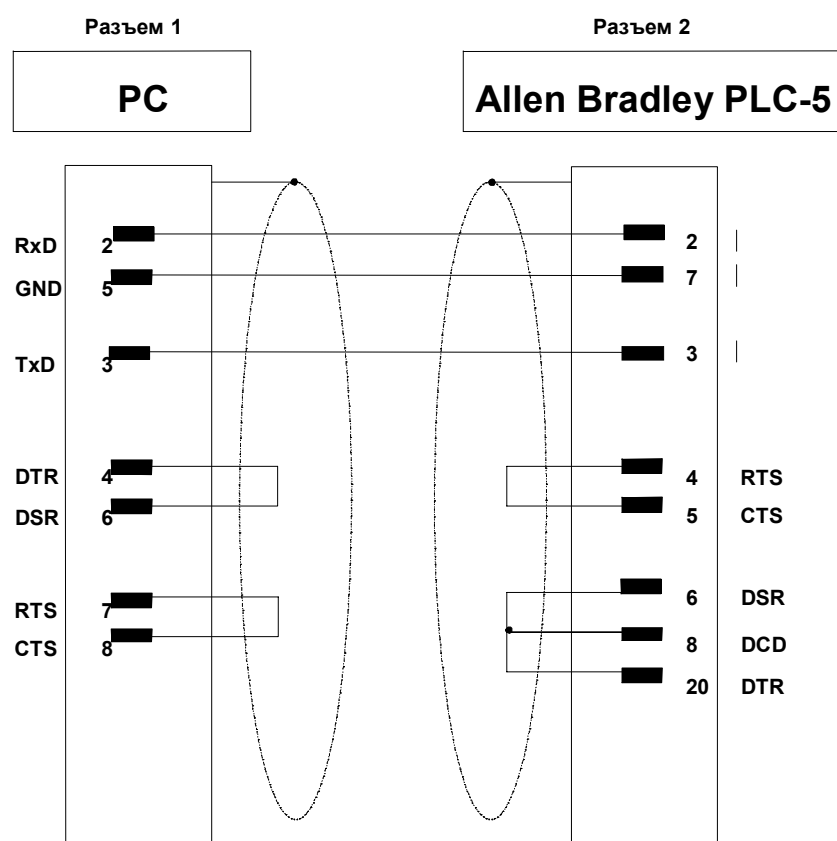 Разъем 1 Разъем 2
PC Allen Bradley PLC-5
RxD 2 2
GND 5 7
TxD 3 3
DTR 4 4 RTS
DSR 6 5 CTS
6 DSR
RTS 7
8 DCD
CTS 8
20 DTR